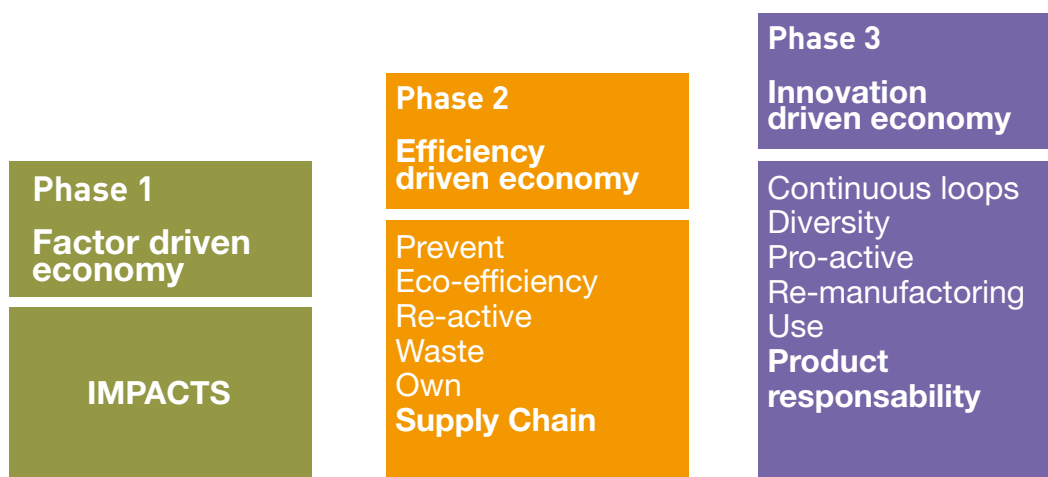 Phase 1
Factor driven
economy
IMPACTS
Phase 2
Efficiency
driven economy
Prevent
Eco-efficiency
Re-active
Waste
Own
Supply Chain
Phase 3
Innovation
driven economy
Continuous loops
Diversity
Pro-active
Re-manufactoring
Use
Product
responsability